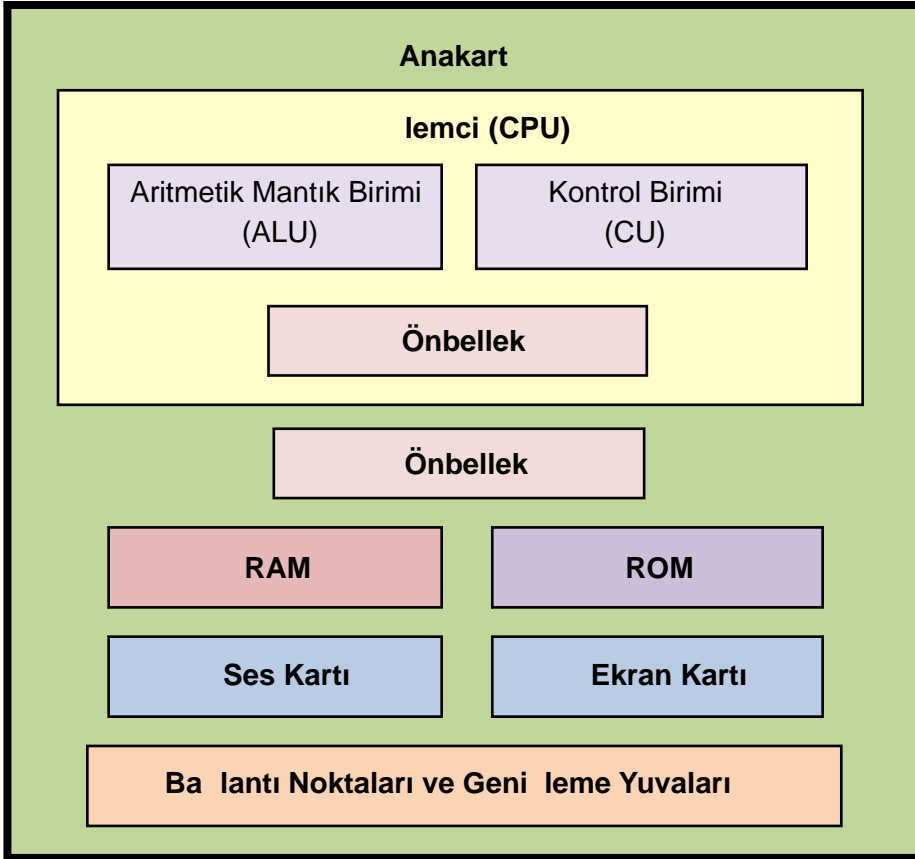 Anakart
lemci (CPU)
Aritmetik Mantık Birimi
(ALU)
Kontrol Birimi
(CU)
Önbellek
Önbellek
RAM
ROM
Ses Kartı
Ekran Kartı
Ba lantı Noktaları ve Geni leme Yuvaları